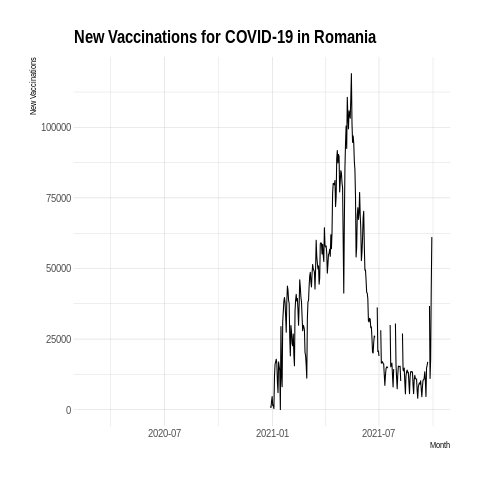 New Vaccinations for COVID-19 in Romania
New Vaccinations
100000
75000
50000
25000
0
2020-07 2021-01 2021-07
Month